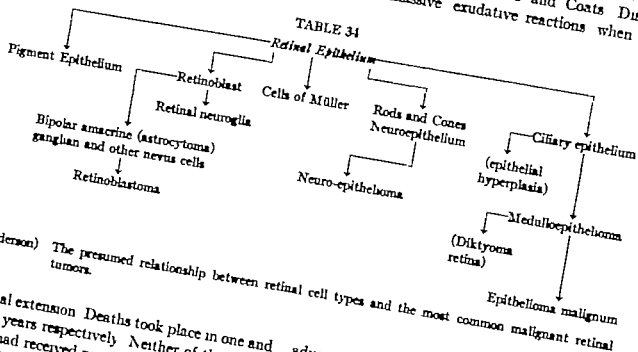 and Coats
exudative reactions when
TABLE 34
Retinal Epithelium
Pigment Epithelium
Retinoblast
Cells of Müller
Rods and Cones
Neuroepithelium
Ciliary epithelium
Retinal neuroglia
Bipolar amacrine (astrocytoma)
ganglian and other nevus cells
Retinoblastoma
Neuro-epithelioma
(epithelial
hyperplasia)
Medulloepithelioma
(Diktyoma
retina)
Epithelioma malignum
The presumed relationship between retinal cell types and the most common malignant retinal
tumors.
extension Deaths took place in one and
years respectively Neither of
had received